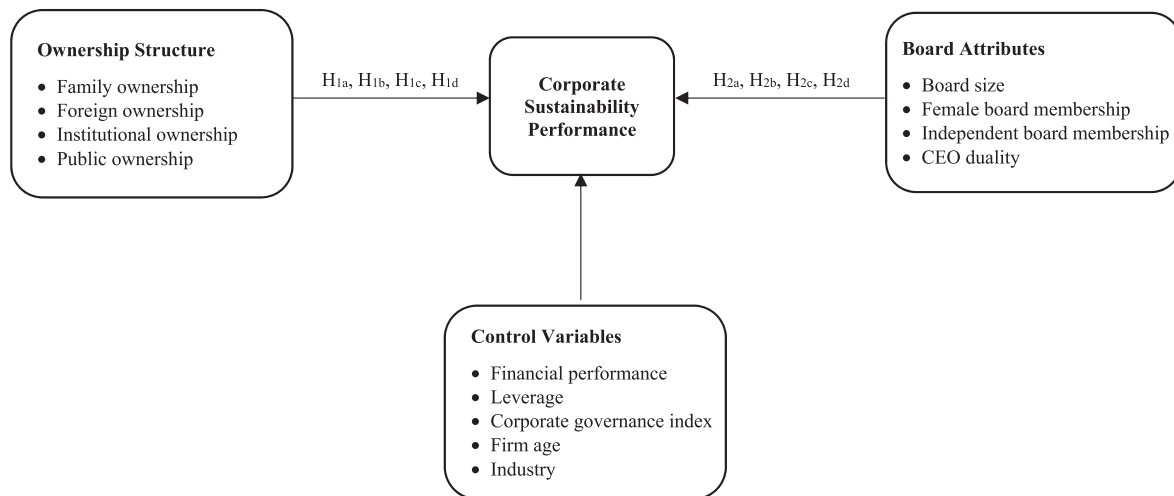 Ownership Structure
• Family ownership
• Foreign ownership
• Institutional ownership
• Public ownership
H1a, H1b, H1c, H1d
Corporate
Sustainability
Performance
H2a, H2b, H2c, H2d
Board Attributes
• Board size
• Female board membership
• Independent board membership
• CEO duality
Control Variables
• Financial performance
• Leverage
• Corporate governance index
• Firm age
• Industry